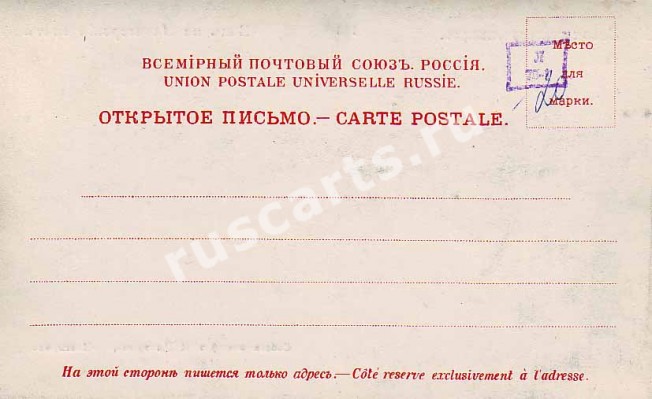 ВСЕМІРНЫЙ ПОЧТОВЫЙ СОЮЗЪ. РОССІЯ.
UNION POSTALE UNIVERSELLE RUSSIE.
ОТКРЫТОЕ ПИСЬМО.— CARTE POSTALE.
Мѣсто
для
марки.
Л
ruscarts.ru
На этой сторонѣ пишется только адресъ.—Côté reserve exclusivement à l'adresse.